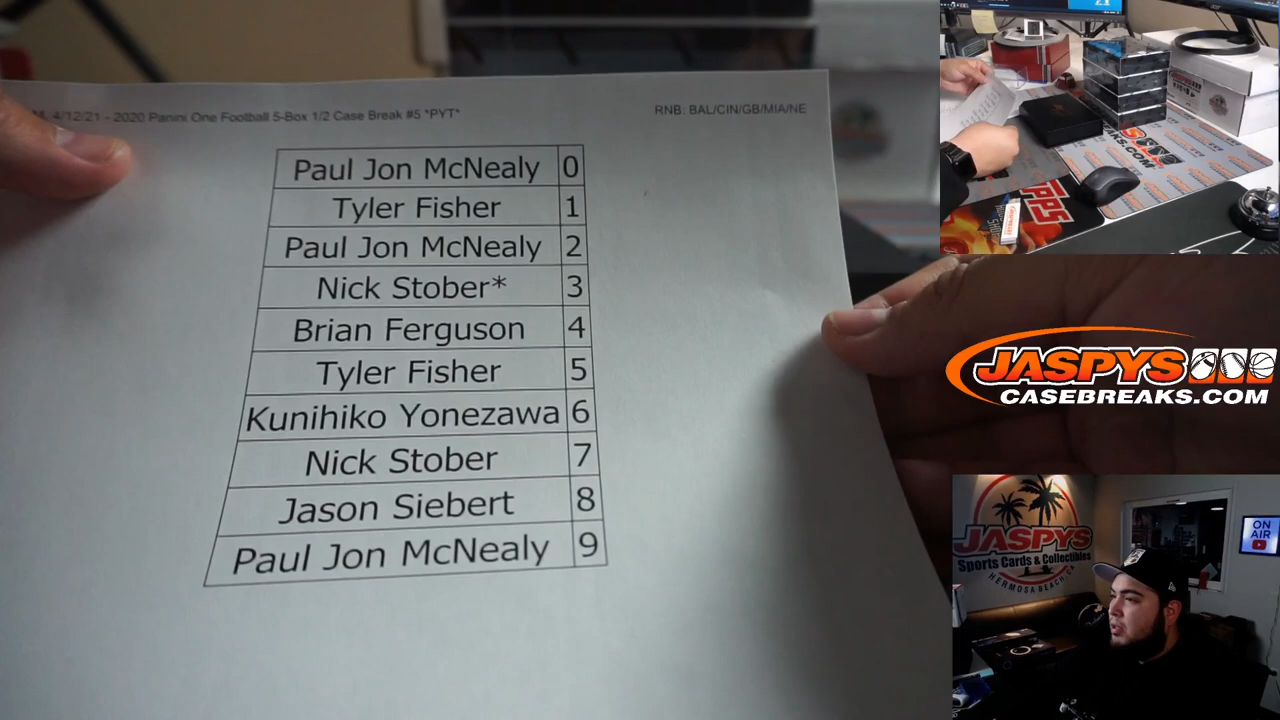 4/12/21 - 2020 Panini One Football 5-Box 1/2 Case Break #5 *PYT*
RNB: BAL/CIN/GB/MIA/NE
Paul Jon McNealy 0
Tyler Fisher 1
Paul Jon McNealy 2
Nick Stober* 3
Brian Ferguson 4
Tyler Fisher 5
Kunihiko Yonezawa 6
Nick Stober 7
Jason Siebert 8
Paul Jon McNealy 9
JASPYS
CASEBREAKS.COM
JASPYS
Sports Cards & Collectibles
HERMOSA BEACH, CA
ON
AIR